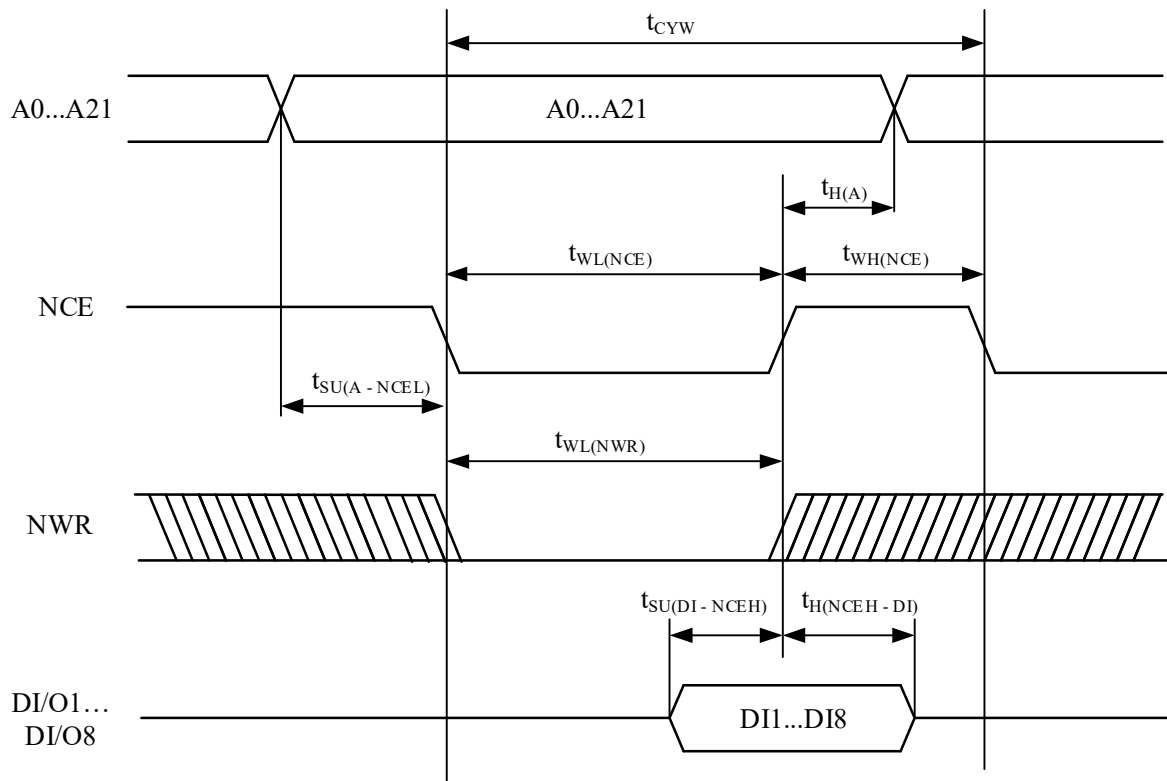 tCYW
A0...A21
A0...A21
tH(A)
tWL(NCE)
tWH(NCE)
NCE
tSU(A - NCEL)
tWL(NWR)
NWR
tSU(DI - NCEH)
tH(NCEH - DI)
DI/O1…
DI/O8
DI1...DI8